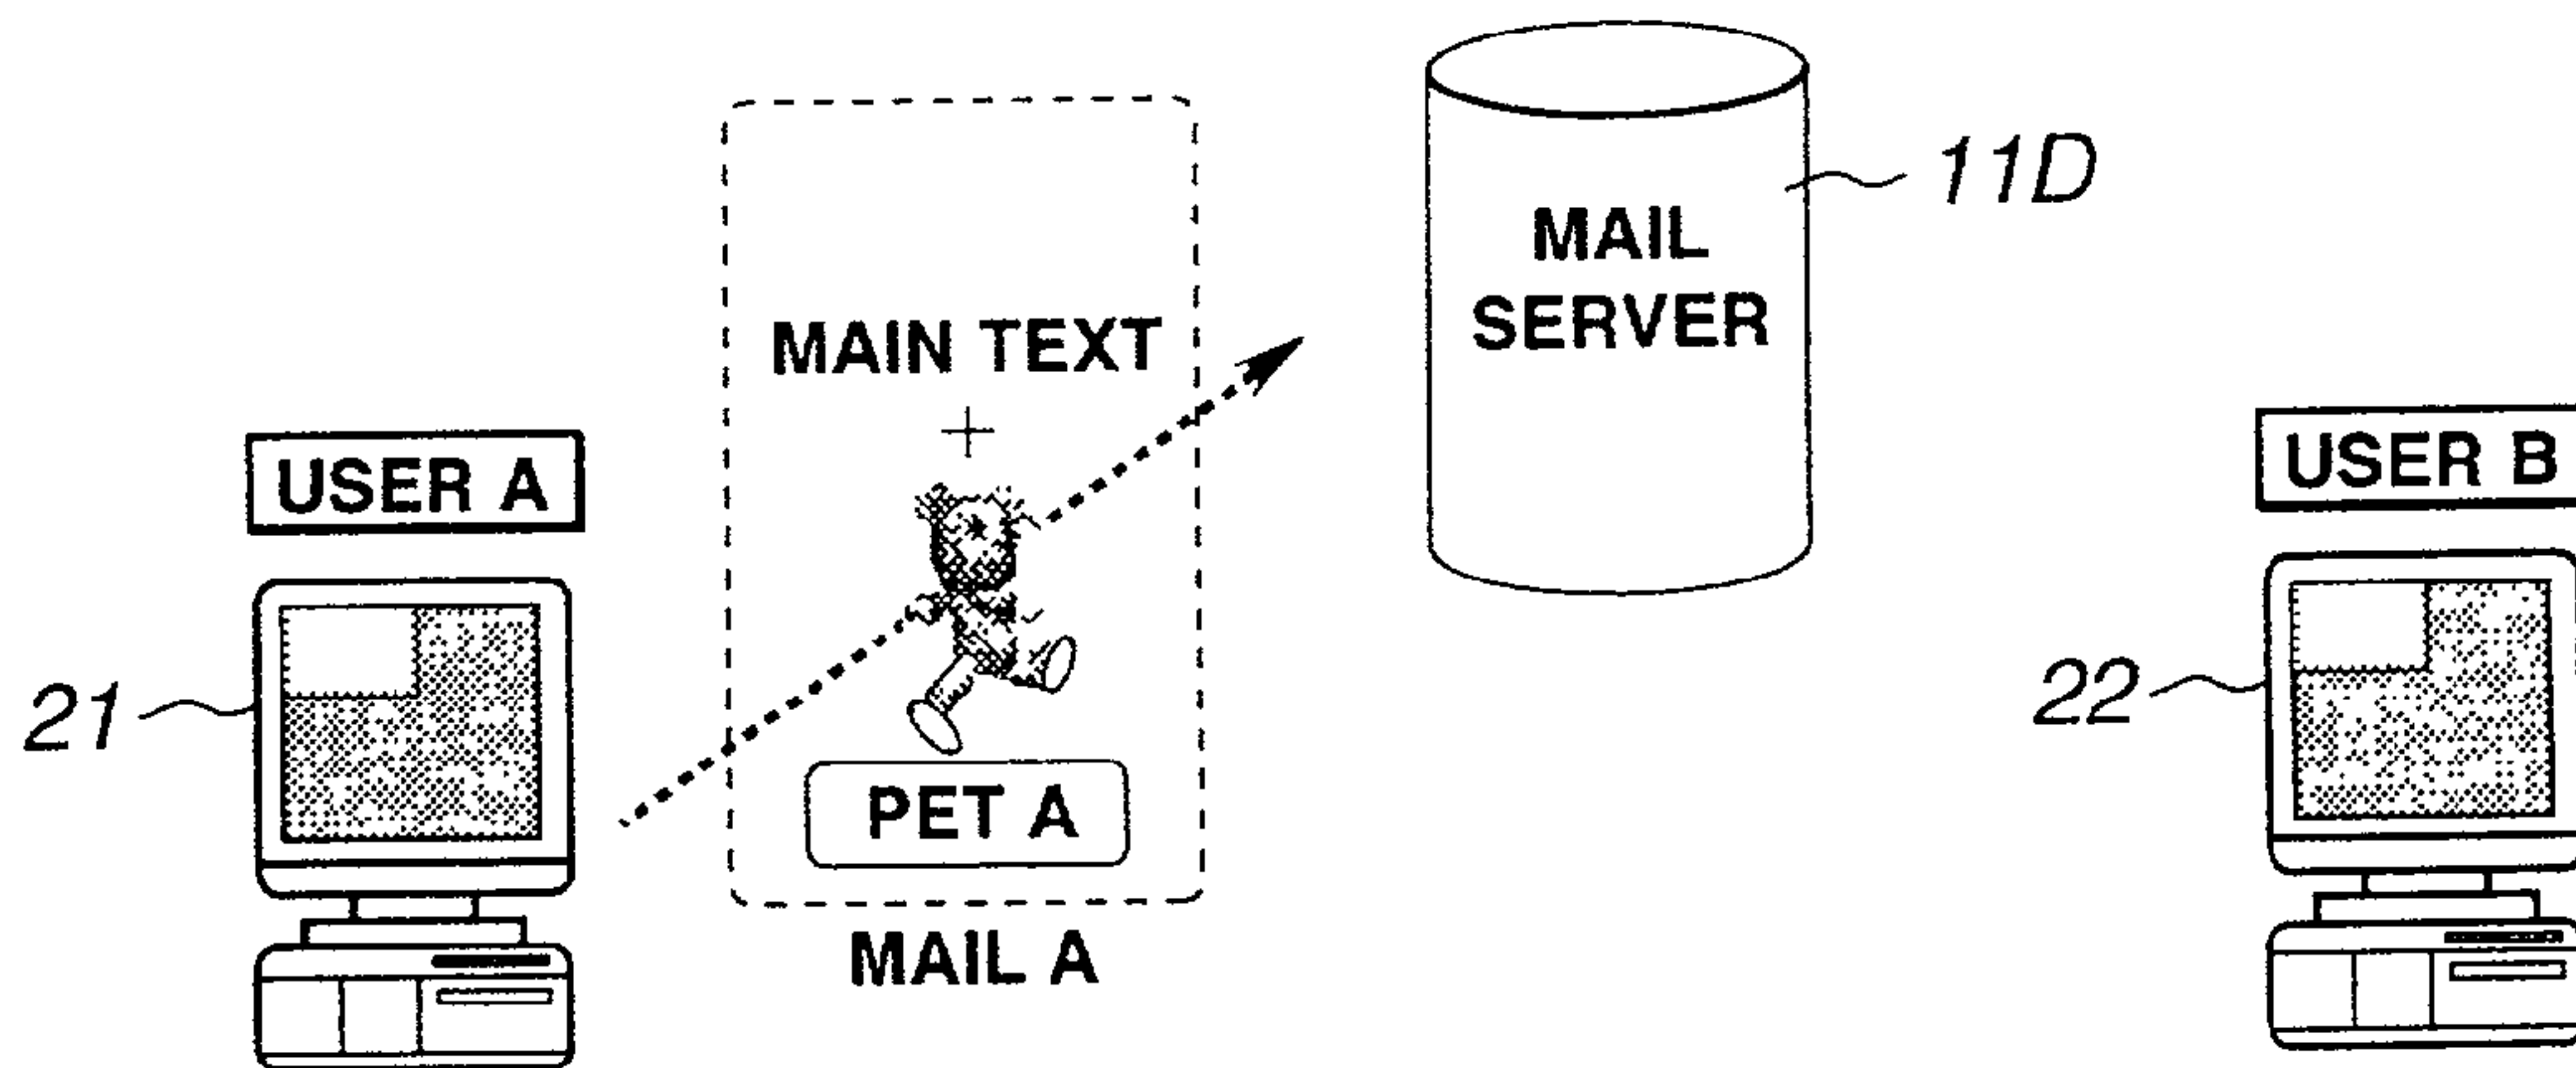 11D
MAIL
SERVER
MAIN TEXT
+
USER A
USER B
21
22
PET A
MAIL A